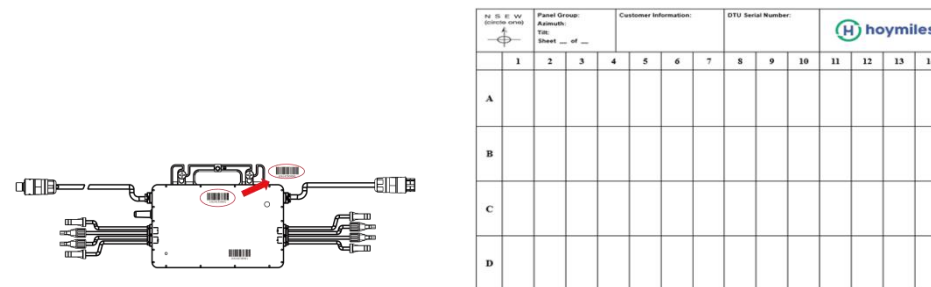 N S E W
(circle one)
Panel Group:
Azimuth:
Tilt:
Sheet __ of __
Customer Information:
DTU Serial Number:
hoymiles
1 2 3 4 5 6 7 8 9 10 11 12 13
A
B
C
D